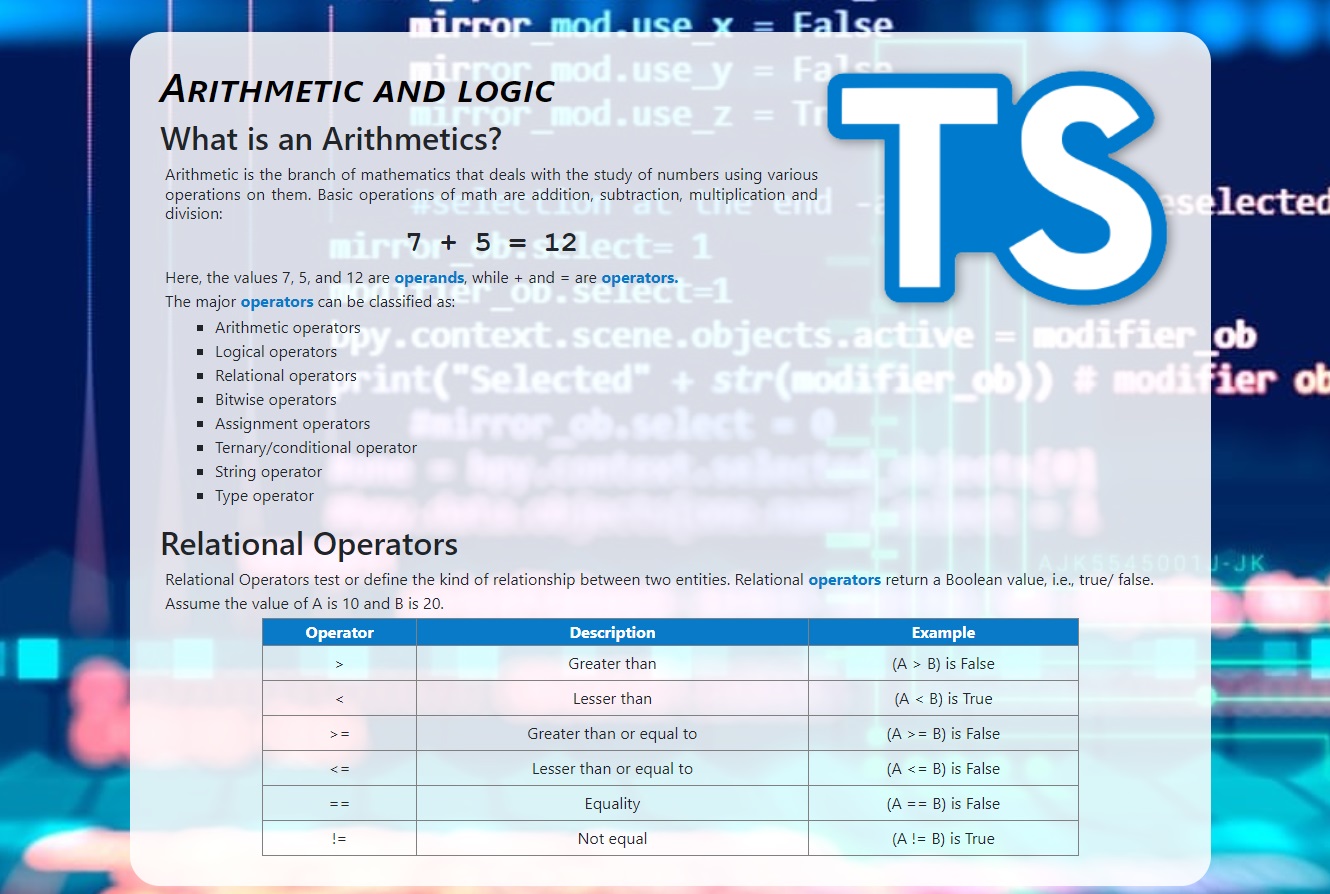 mirror_mod.use_x = False
mirror_mod.use_y = False
mirror_mod.use_z = Tr
ARITHMETIC AND LOGIC
TS
What is an Arithmetics?
Arithmetic is the branch of mathematics that deals with the study of numbers using various
operations on them. Basic operations of math are addition, subtraction, multiplication and
division:
#selection at the end -a
eselected
mirror_ob.select= 1
7 + 5 = 12
Here, the values 7, 5, and 12 are operands, while + and = are operators.
modifier_ob.select=1
The major operators can be classified as:
Arithmetic operators
bpy.context.scene.objects.active = modifier_ob
Logical operators
Relational operators
print("Selected" + str(modifier_ob)) # modifier ob
Bitwise operators
Assignment operators
#mirror_ob.select = 0
Ternary/conditional operator
String operator
= bpy.context.selected_objects[0]
Type operator
Relational Operators
AJK5545001J-JK
Relational Operators test or define the kind of relationship between two entities. Relational operators return a Boolean value, i.e., true/ false.
Assume the value of A is 10 and B is 20.
Operator Description Example
> Greater than (A > B) is False
< Lesser than (A < B) is True
>= Greater than or equal to (A >= B) is False
<= Lesser than or equal to (A <= B) is False
== Equality (A == B) is False
!= Not equal (A != B) is True